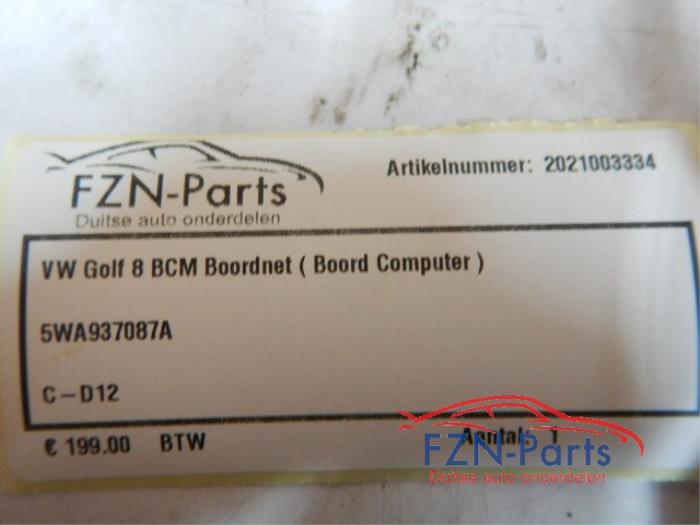 FZN-Parts
Duitse auto onderdelen
Artikelnummer: 2021003334
VW Golf 8 BCM Boordnet ( Boord Computer )
5WA937087A
C-D12
€ 199.00 BTW
Aantal: 1
FZN-Parts
Duitse auto onderdelen